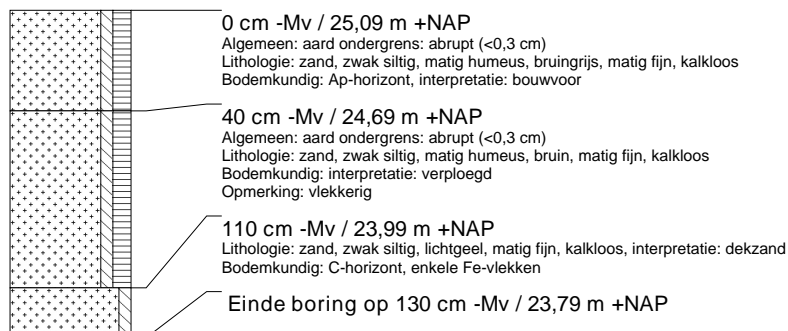 0 cm -Mv / 25,09 m +NAP
Algemeen: aard ondergrens: abrupt (<0,3 cm)
Lithologie: zand, zwak siltig, matig humeus, bruingrijs, matig fijn, kalkloos
Bodemkundig: Ap-horizont, interpretatie: bouwvoor
40 cm -Mv / 24,69 m +NAP
Algemeen: aard ondergrens: abrupt (<0,3 cm)
Lithologie: zand, zwak siltig, matig humeus, bruin, matig fijn, kalkloos
Bodemkundig: interpretatie: verploegd
Opmerking: vlekkerig
110 cm -Mv / 23,99 m +NAP
Lithologie: zand, zwak siltig, lichtgeel, matig fijn, kalkloos, interpretatie: dekzand
Bodemkundig: C-horizont, enkele Fe-vlekken
Einde boring op 130 cm -Mv / 23,79 m +NAP